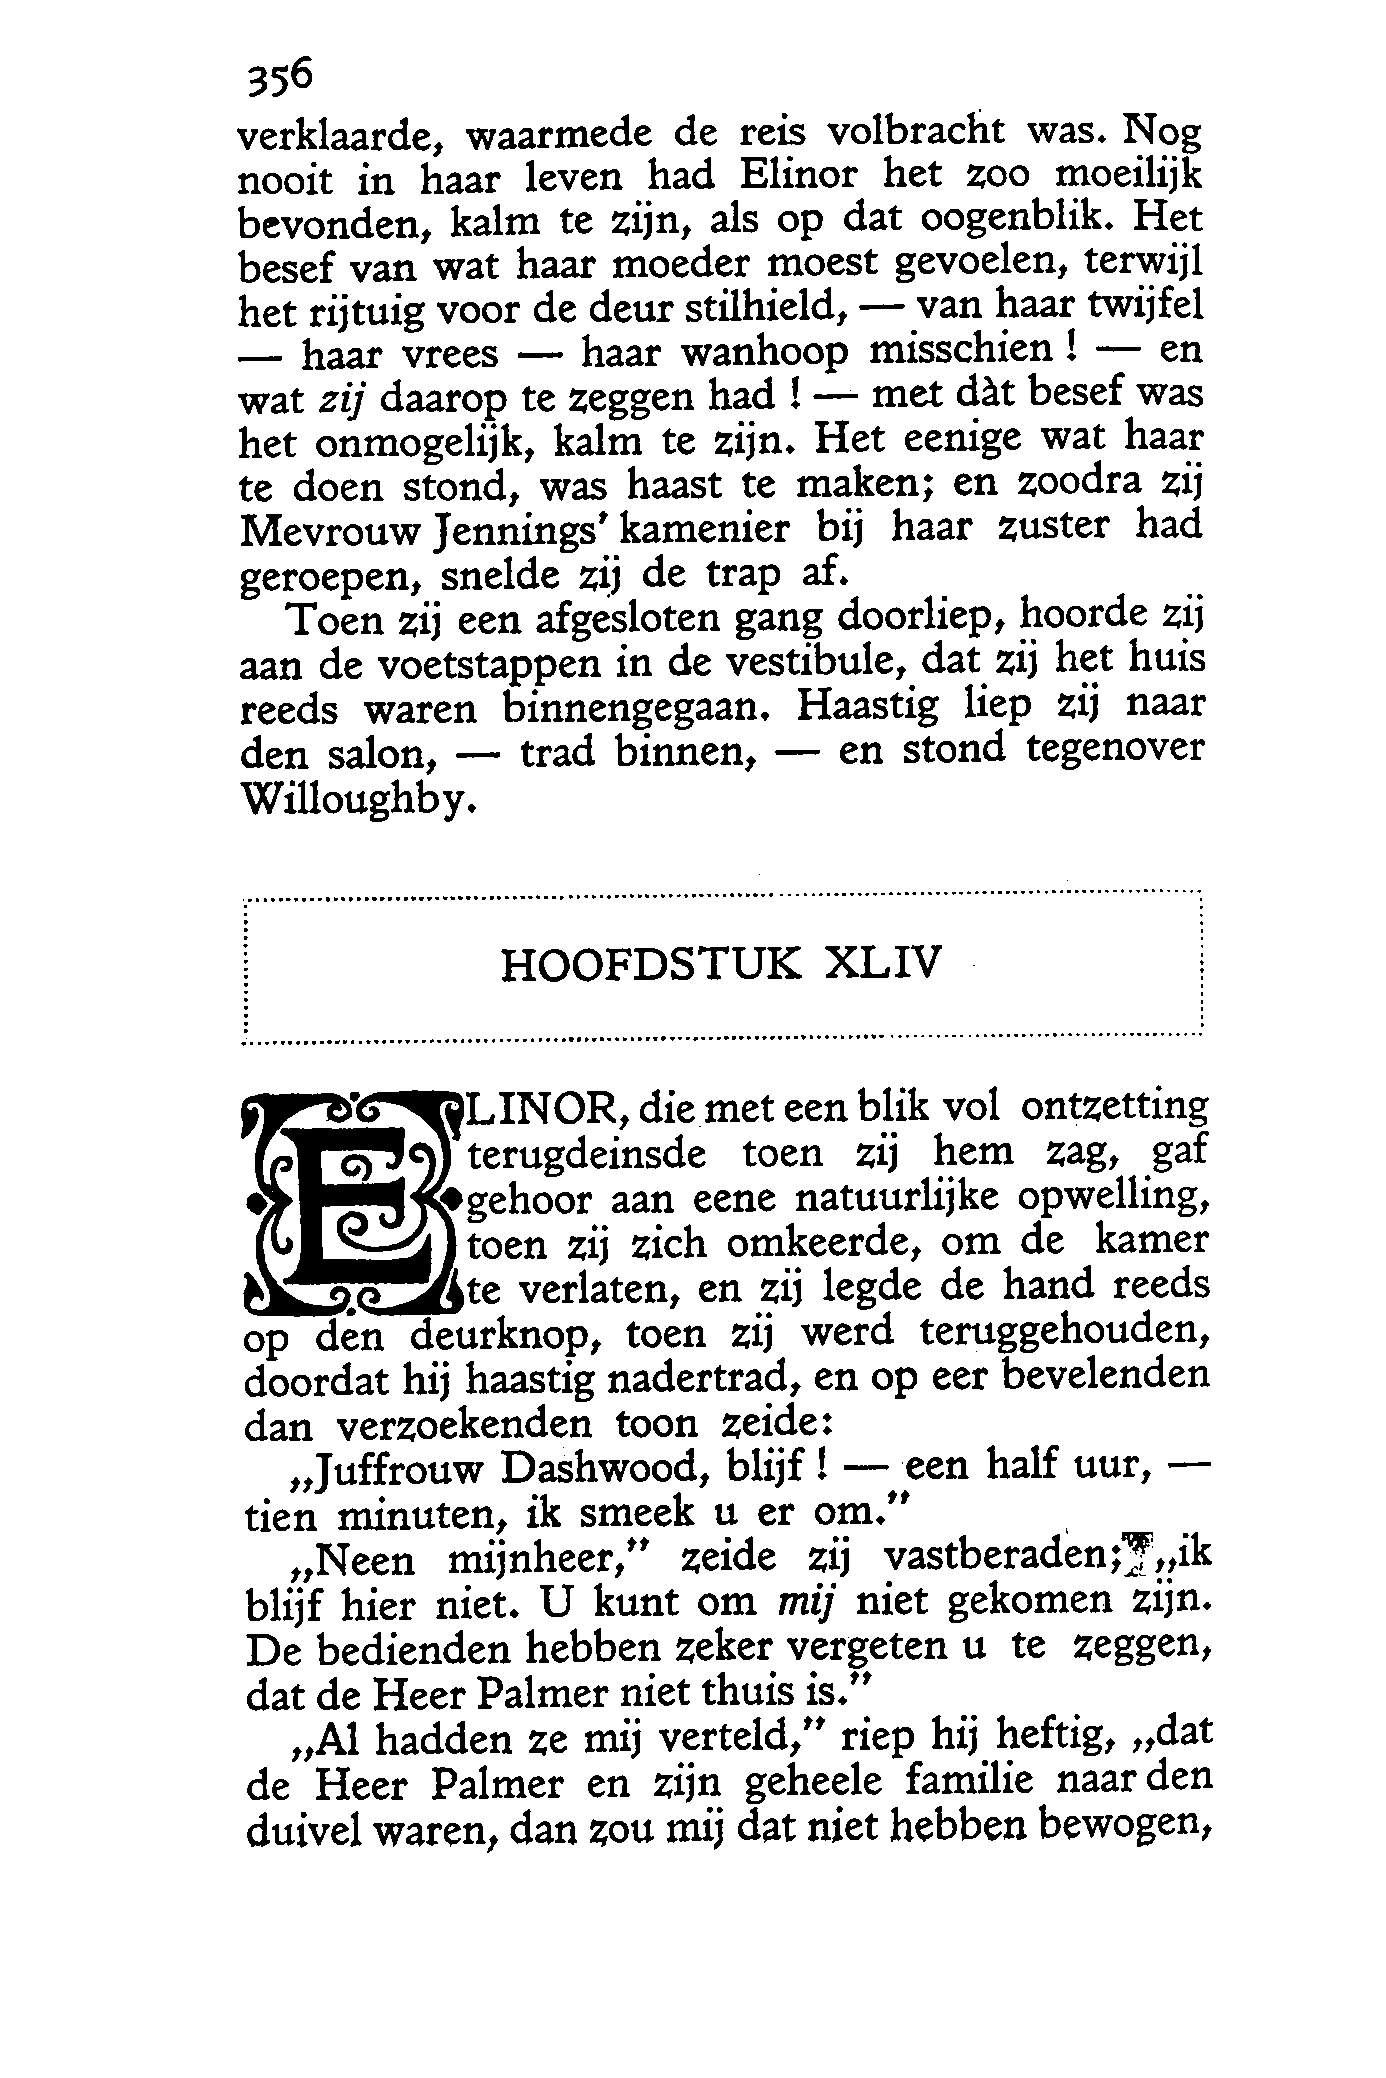 356
verklaarde, waarmede de reis volbracht was. Nog
nooit in haar leven had Elinor het zoo moeilijk
bevonden, kalm te zijn, als op dat oogenblik. Het
besef van wat haar moeder moest gevoelen, terwijl
het rijtuig voor de deur stilhield, — van haar twijfel
— haar vrees — haar wanhoop misschien ! — en
wat zij daarop te zeggen had ! — met dàt besef was
het onmogelijk, kalm te zijn. Het eenige wat haar
te doen stond, was haast te maken; en zoodra zij
Mevrouw Jennings' kamenier bij haar zuster had
geroepen, snelde zij de trap af.
Toen zij een afgesloten gang doorliep, hoorde zij
aan de voetstappen in de vestibule, dat zij het huis
reeds waren binnengegaan. Haastig liep zij naar
den salon, — trad binnen, — en stond tegenover
Willoughby.
HOOFDSTUK XLIV
ELINOR, die met een blik vol ontzetting
terugdeinsde toen zij hem zag, gaf
gehoor aan eene natuurlijke opwelling,
toen zij zich omkeerde, om de kamer
te verlaten, en zij legde de hand reeds
op den deurknop, toen zij werd teruggehouden,
doordat hij haastig nadertrad, en op eer bevelenden
dan verzoekenden toon zeide:
„Juffrouw Dashwood, blijf ! — een half uur, —
tien minuten, ik smeek u er om.”
„Neen mijnheer,” zeide zij vastberaden; „ik
blijf hier niet. U kunt om mij niet gekomen zijn.
De bedienden hebben zeker vergeten u te zeggen,
dat de Heer Palmer niet thuis is.”
„Al hadden ze mij verteld,” riep hij heftig, „dat
de Heer Palmer en zijn geheele familie naar den
duivel waren, dan zou mij dat niet hebben bewogen,